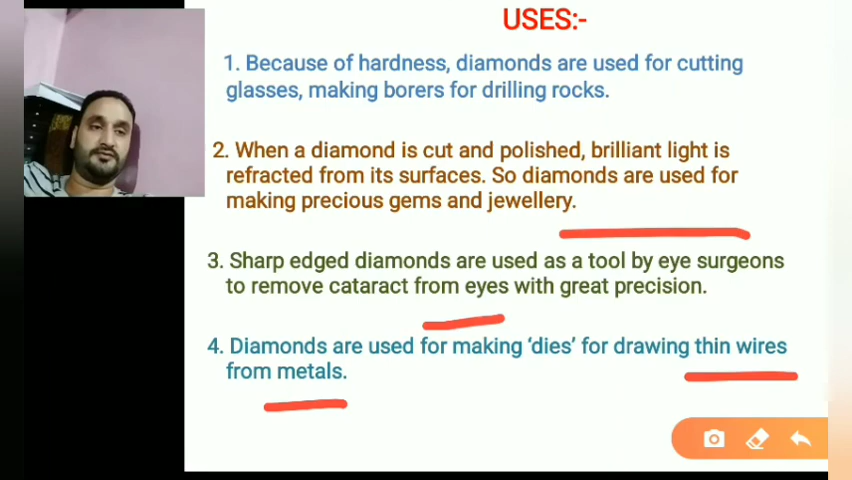 USES:-
1. Because of hardness, diamonds are used for cutting
glasses, making borers for drilling rocks.
2. When a diamond is cut and polished, brilliant light is
refracted from its surfaces. So diamonds are used for
making precious gems and jewellery.
3. Sharp edged diamonds are used as a tool by eye surgeons
to remove cataract from eyes with great precision.
4. Diamonds are used for making ‘dies’ for drawing thin wires
from metals.